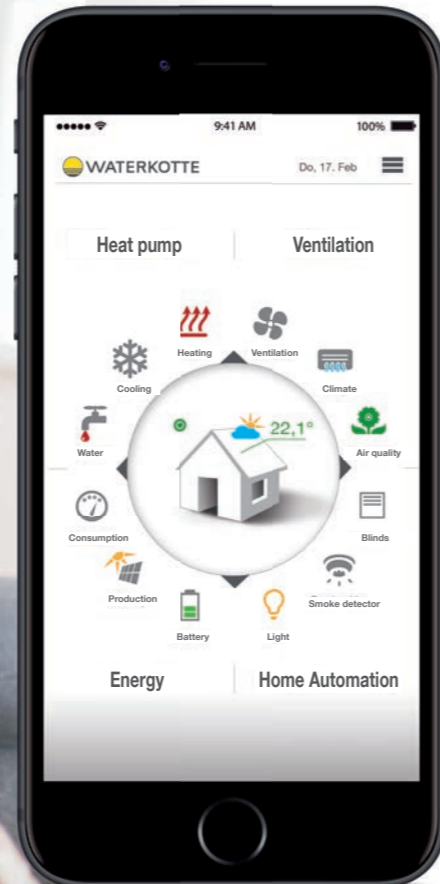 9:41 AM
100%
WATERKOTTE
Do, 17. Feb
Heat pump
Ventilation
Heating
Ventilation
Cooling
Climate
Water
22,1°
Air quality
Consumption
Blinds
Production
Smoke detector
Battery
Light
Energy
Home Automation